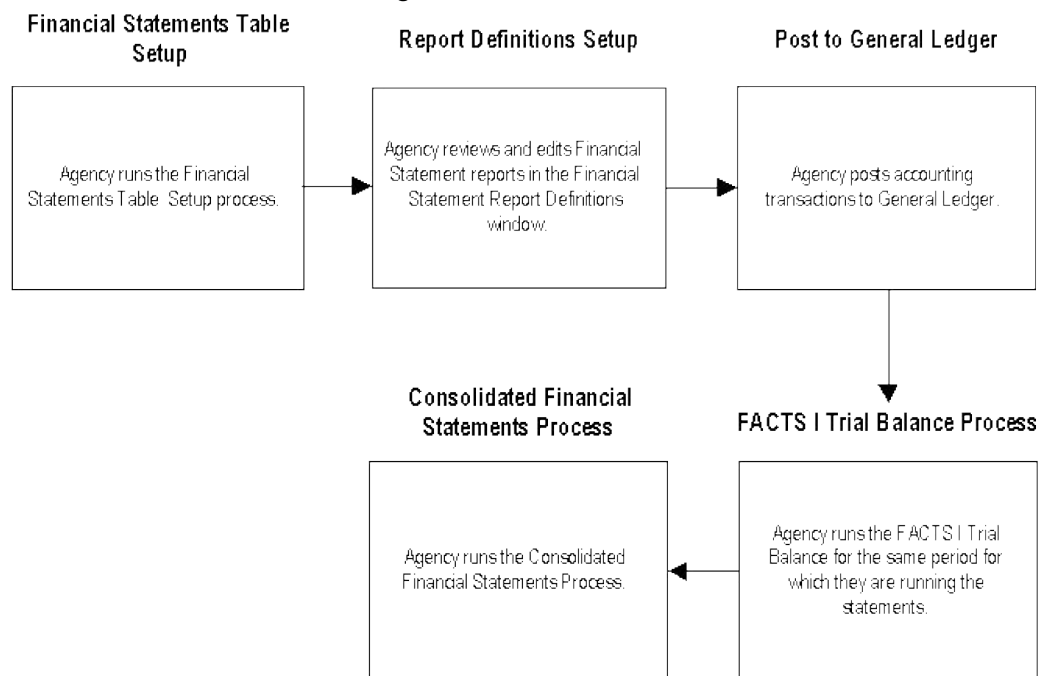 Financial Statements Table
Setup
Report Definitions Setup
Post to General Ledger
Agency runs the Financial
Statements Table Setup process.
Agency reviews and edits Financial
Statement reports in the Financial
Statement Report Definitions
window.
Agency posts accounting
transactions to General Ledger.
Consolidated Financial
Statements Process
FACTS I Trial Balance Process
Agency runs the Consolidated
Financial Statements Process.
Agency runs the FACTS I Trial
Balance for the same period for
which they are running the
statements.